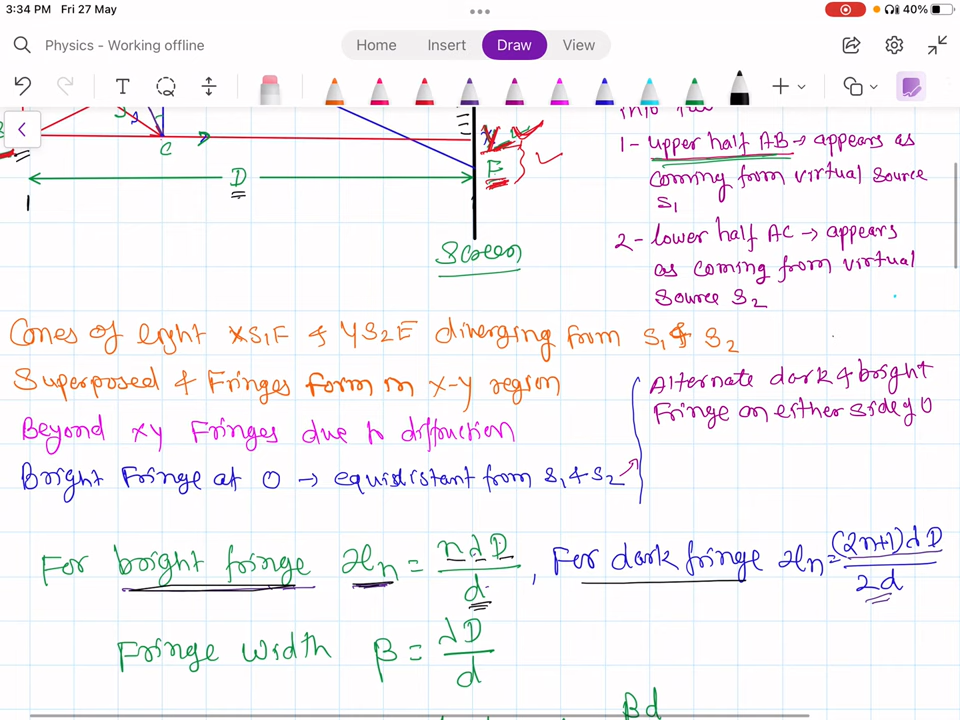 3:34 PM Fri 27 May
40%
Physics - Working offline
Home Insert Draw View
T
C
D
E
Screen
1- upper half AB → appears as
coming from virtual source
S1
2- lower half AC → appears
as coming from virtual
source S2
Cones of light XS1F & YS2E diverging from S1 & S2
Superposed & Fringes form in X-Y region
Beyond xy Fringes due to diffraction
Bright Fringe at O → equidistant from S1 & S2
Alternate dark & bright
Fringe on either side of O
For bright fringe xn = nλD/d , For dark fringe xn = (2n+1)λD/2d
Fringe width β = λD/d
βd